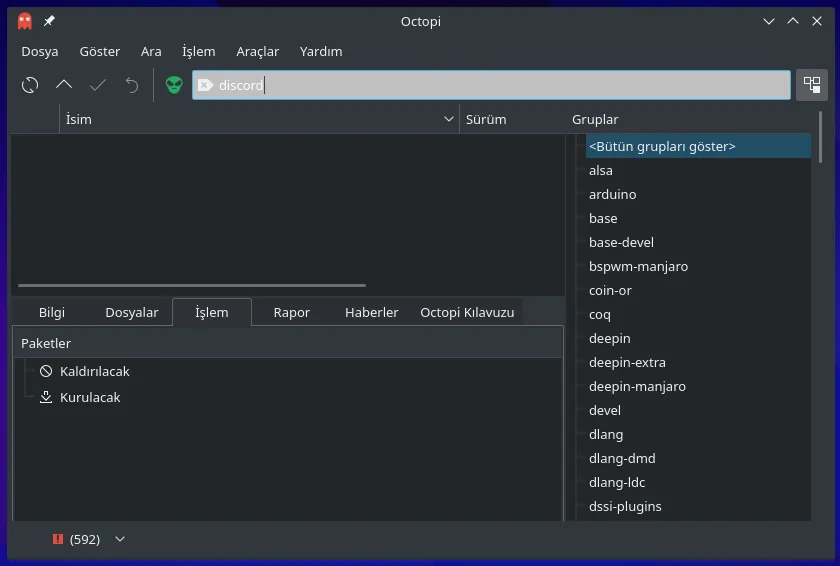 Octopi
Dosya Göster Ara İşlem Araçlar Yardım
discord
İsim Sürüm Gruplar
<Bütün grupları göster>
alsa
arduino
base
base-devel
bspwm-manjaro
coin-or
coq
deepin
deepin-extra
deepin-manjaro
devel
dlang
dlang-dmd
dlang-ldc
dssi-plugins
Bilgi Dosyalar İşlem Rapor Haberler Octopi Kılavuzu
Paketler
Kaldırılacak
Kurulacak
(592)